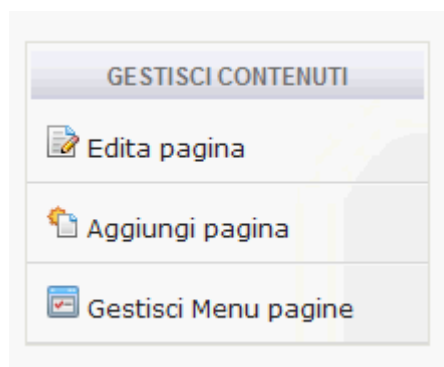 GESTISCI CONTENUTI
Edita pagina
Aggiungi pagina
Gestisci Menu pagine